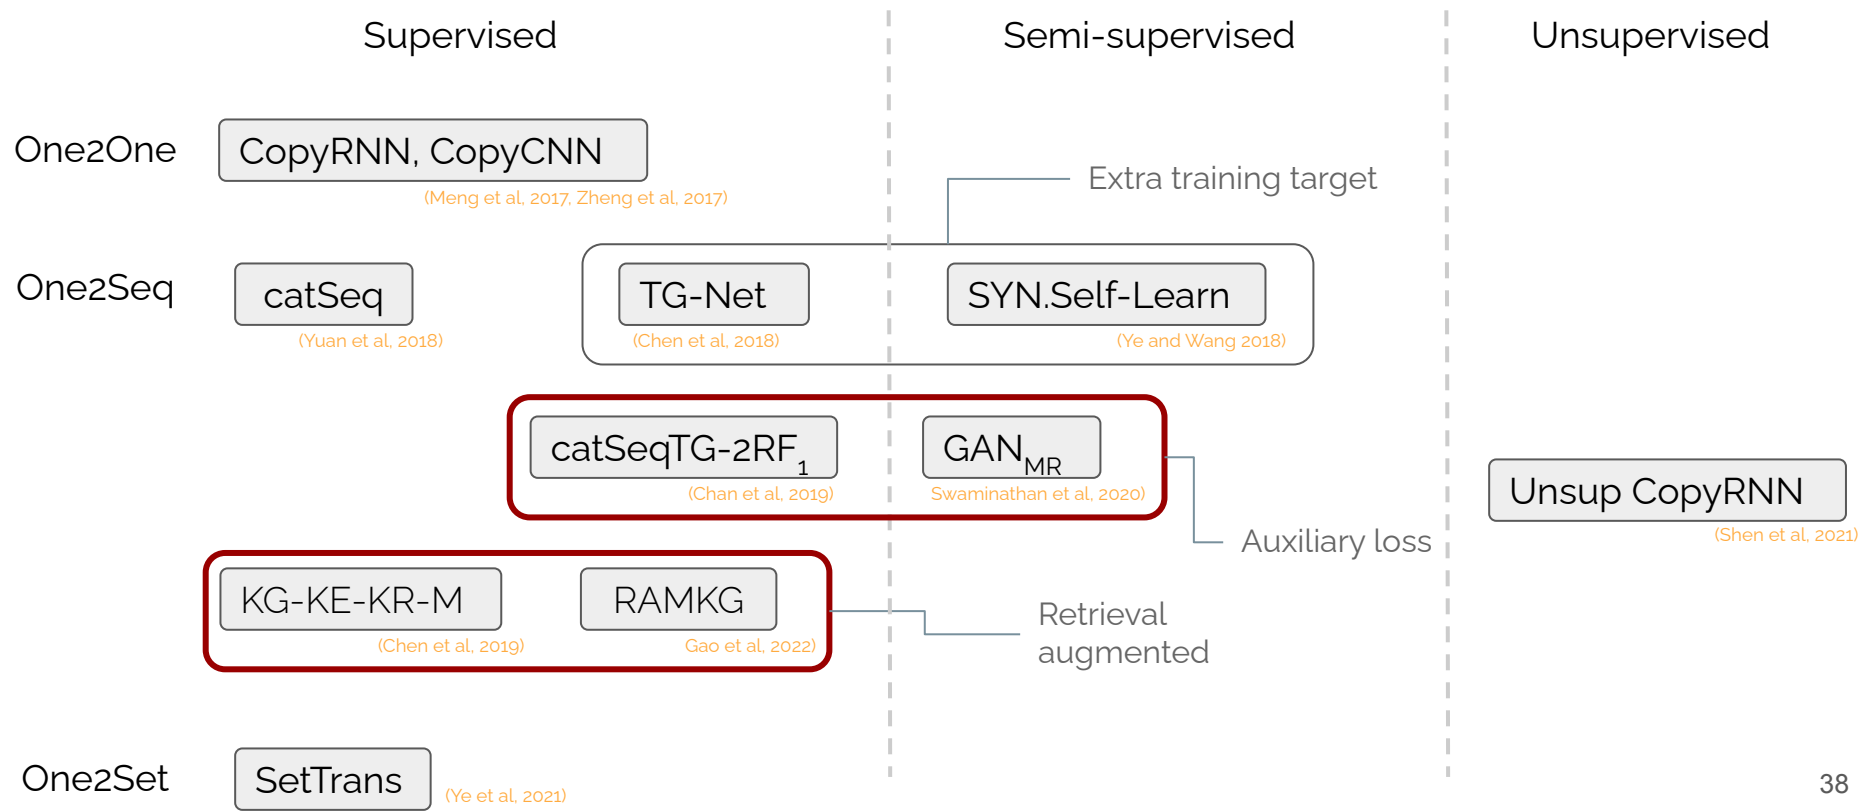 Supervised
Semi-supervised
Unsupervised
One2One
CopyRNN, CopyCNN
(Meng et al, 2017, Zheng et al, 2017)
Extra training target
One2Seq
catSeq
(Yuan et al, 2018)
TG-Net
(Chen et al, 2018)
SYN.Self-Learn
(Ye and Wang 2018)
catSeqTG-2RF1
(Chan et al, 2019)
GANMR
Swaminathan et al, 2020)
Auxiliary loss
Unsup CopyRNN
(Shen et al, 2021)
KG-KE-KR-M
(Chen et al, 2019)
RAMKG
Gao et al, 2022)
Retrieval
augmented
One2Set
SetTrans
(Ye et al, 2021)
38